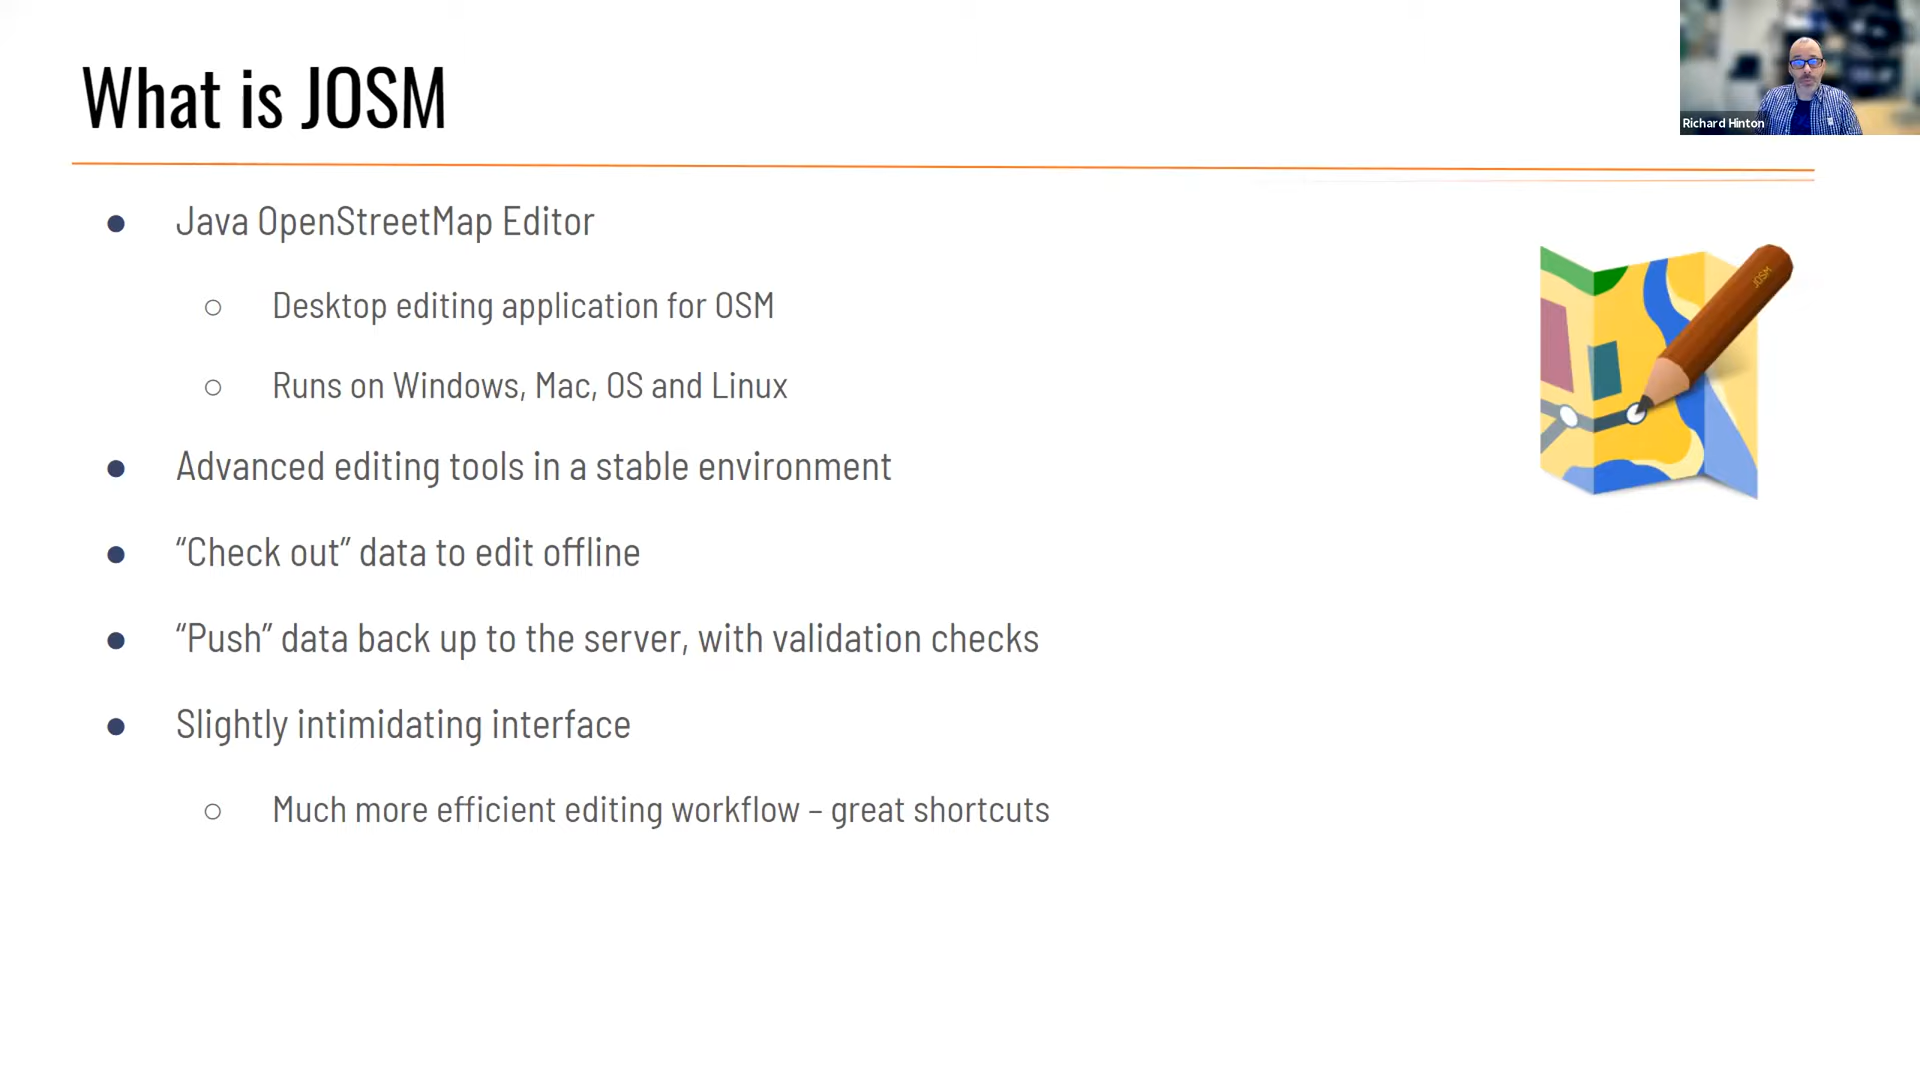 What is JOSM
Richard Hinton
● Java OpenStreetMap Editor
○ Desktop editing application for OSM
○ Runs on Windows, Mac, OS and Linux
● Advanced editing tools in a stable environment
● “Check out” data to edit offline
● “Push” data back up to the server, with validation checks
● Slightly intimidating interface
○ Much more efficient editing workflow – great shortcuts
JOSM